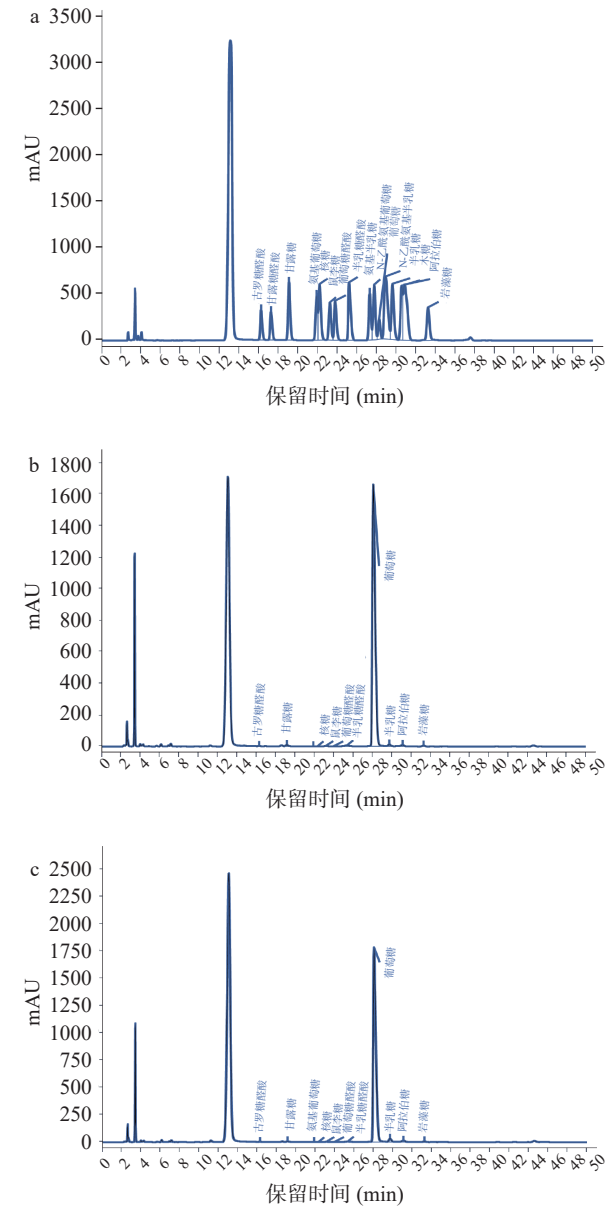 a
3500
3000
2500
2000
1500
1000
500
0
mAU
古罗糖醛酸
甘露糖醛酸
甘露糖
氨基葡萄糖
核糖
鼠李糖
葡萄糖醛酸
半乳糖醛酸
氨基半乳糖
N-乙酰氨基葡萄糖
葡萄糖
N-乙酰氨基半乳糖
半乳糖
木糖
阿拉伯糖
岩藻糖
0 2 4 6 8 10 12 14 16 18 20 22 24 26 28 30 32 34 36 38 40 42 44 46 48 50
保留时间 (min)
b
1800
1600
1400
1200
1000
800
600
400
200
0
mAU
古罗糖醛酸
甘露糖
核糖
鼠李糖
葡萄糖醛酸
半乳糖醛酸
葡萄糖
半乳糖
阿拉伯糖
岩藻糖
0 2 4 6 8 10 12 14 16 18 20 22 24 26 28 30 32 34 36 38 40 42 44 46 48 50
保留时间 (min)
c
2500
2250
2000
1750
1500
1250
1000
750
500
250
0
mAU
古罗糖醛酸
甘露糖
氨基葡萄糖
核糖
鼠李糖
葡萄糖醛酸
半乳糖醛酸
葡萄糖
半乳糖
阿拉伯糖
岩藻糖
0 2 4 6 8 10 12 14 16 18 20 22 24 26 28 30 32 34 36 38 40 42 44 46 48 50
保留时间 (min)